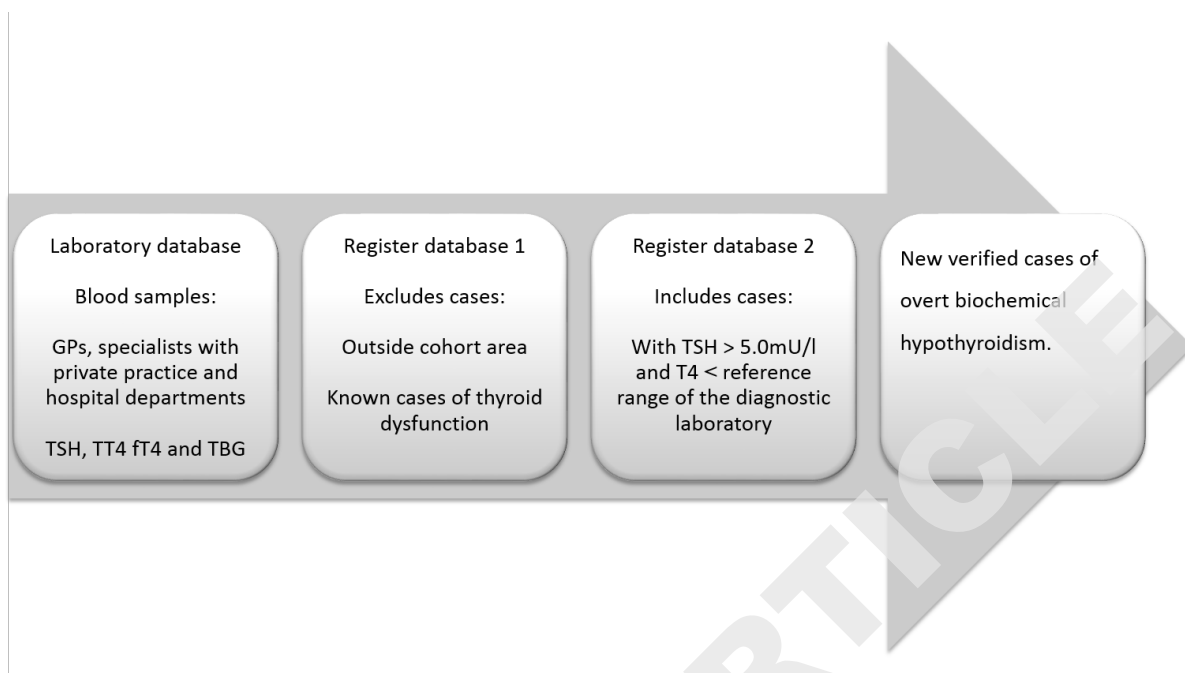 Laboratory database
Blood samples:
GPs, specialists with
private practice and
hospital departments
TSH, TT4 fT4 and TBG
Register database 1
Excludes cases:
Outside cohort area
Known cases of thyroid
dysfunction
Register database 2
Includes cases:
With TSH > 5.0mU/l
and T4 < reference
range of the diagnostic
laboratory
New verified cases of
overt biochemical
hypothyroidism.
RTICLE